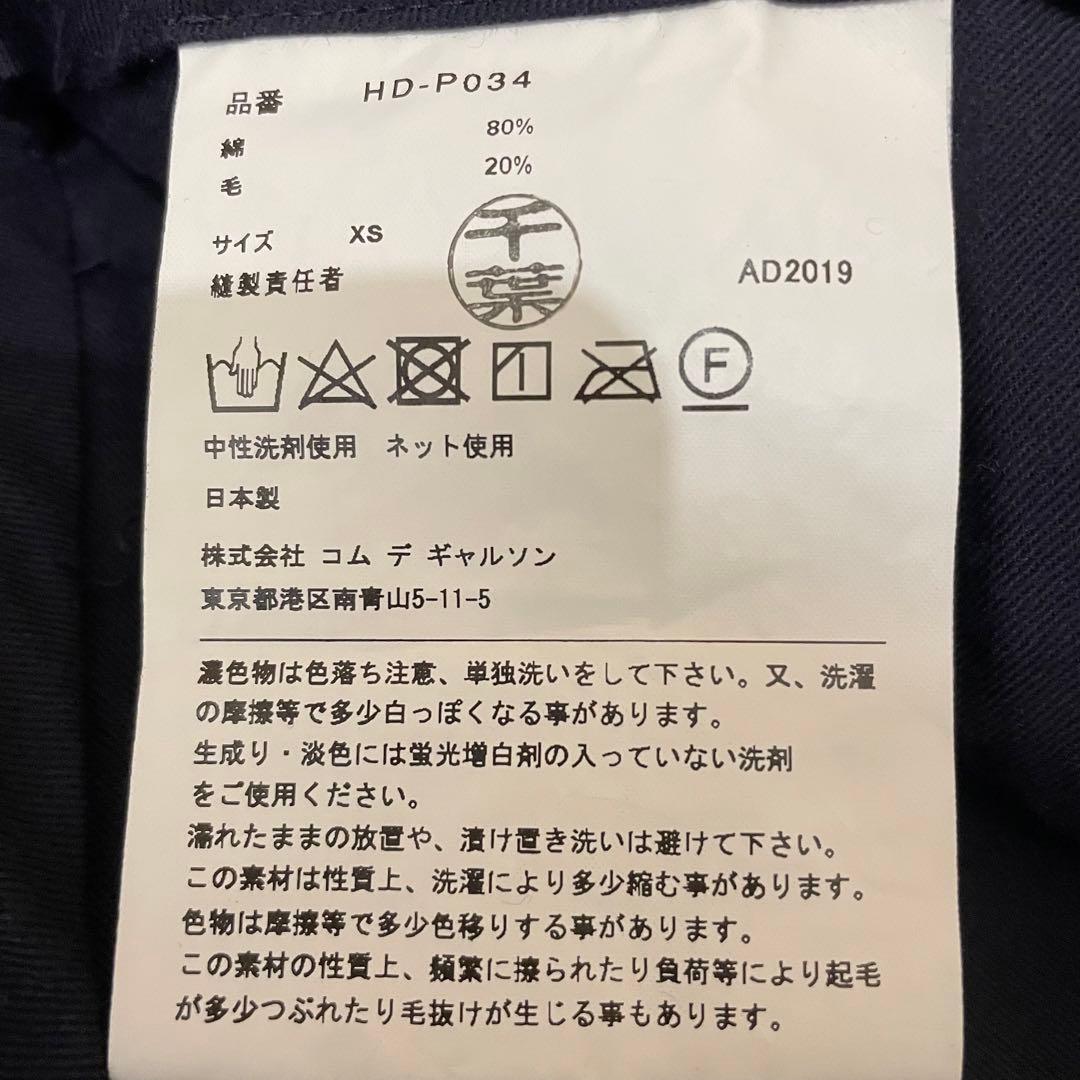 品番 HD-P034
綿 80%
毛 20%
サイズ XS
縫製責任者 千葉 AD2019
F
中性洗剤使用 ネット使用
日本製
株式会社 コム デ ギャルソン
東京都港区南青山5-11-5
濃色物は色落ち注意、単独洗いをして下さい。又、洗濯
の摩擦等で多少白っぽくなる事があります。
生成り・淡色には蛍光増白剤の入っていない洗剤
をご使用ください。
濡れたままの放置や、漬け置き洗いは避けて下さい。
この素材は性質上、洗濯により多少縮む事があります。
色物は摩擦等で多少色移りする事があります。
この素材の性質上、頻繁に擦られたり負荷等により起毛
が多少つぶれたり毛抜けが生じる事もあります。